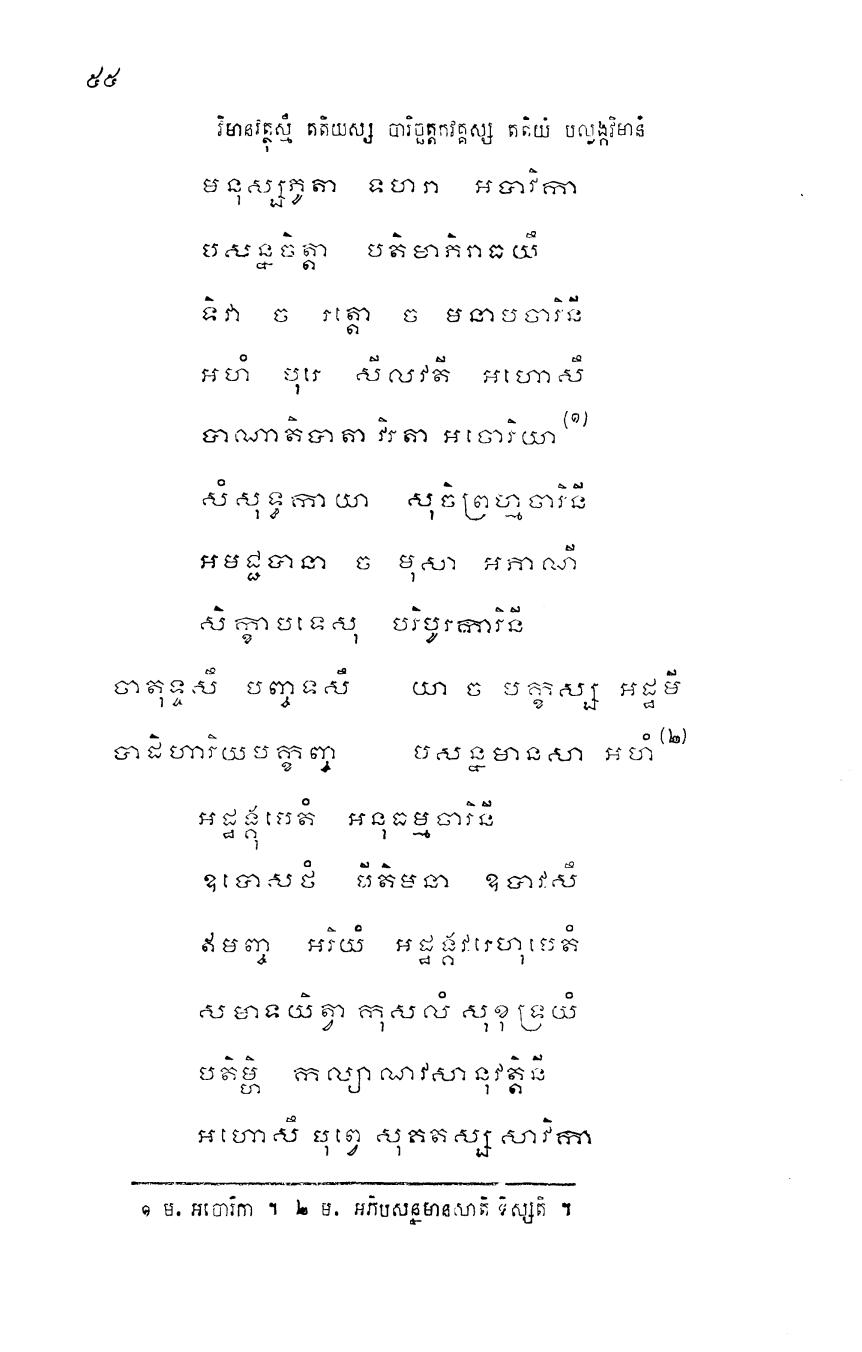 ៥៥
វិមានវត្ថុស្មឹ តតិយស្ស បារិច្ឆត្តកវគ្គស្ស តតិយំ បល្លង្កវិមានំ
មនុស្សភូតា ទហរា អបាវិកា
បសន្នចិត្តា បតិមាភិរាធយឹ
ទិវា ច រត្តោ ច មនាបចារិនី
អហំ បុរេ សីលវតី អហោសឹ
បាណាតិបាតា វិរតា អចោរិយា (១)
សំសុទ្ធកាយា សុចិព្រហ្មចារិនី
អមជ្ជបានា ច មុសា អភាណី
សិក្ខាបទេសុ បរិបូរការិនី
ចាតុទ្ទសឹ បញ្ចទសឹ យា ច បក្ខស្ស អដ្ឋមី
បាដិហារិយបក្ខញ្ច បសន្នមានសា អហំ (២)
អដ្ឋង្គុបេតំ អនុធម្មចារិនី
ឧបោសថំ បីតិមនា ឧបាវសឹ
ឥមញ្ច អរិយំ អដ្ឋង្គវរេហុបេតំ
សមាទយិត្វា កុសលំ សុខុទ្រយំ
បតិម្ហិ កល្យាណវសានុវត្តិនី
អហោសឹ បុព្វេ សុគតស្ស សាវិកា
១ ម. អចោរិកា ។ ២ ម. អភិបសន្នមានសាតិ ទិស្សតិ ។